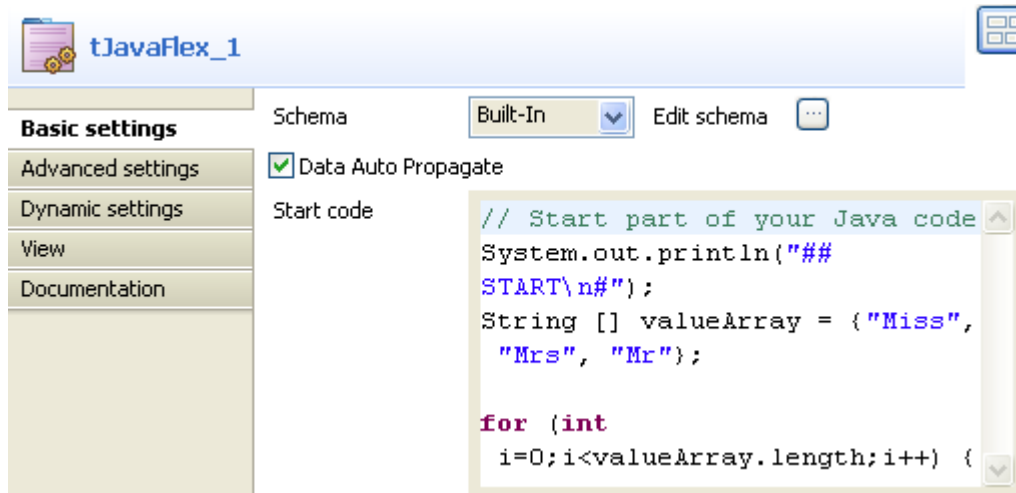 tJavaFlex_1
Basic settings
Advanced settings
Dynamic settings
View
Documentation
Schema Built-In Edit schema ...
Data Auto Propagate
Start code
// Start part of your Java code
System.out.println("##
START\n#");
String [] valueArray = {"Miss",
"Mrs", "Mr"};
for (int
i=0;i<valueArray.length;i++) {